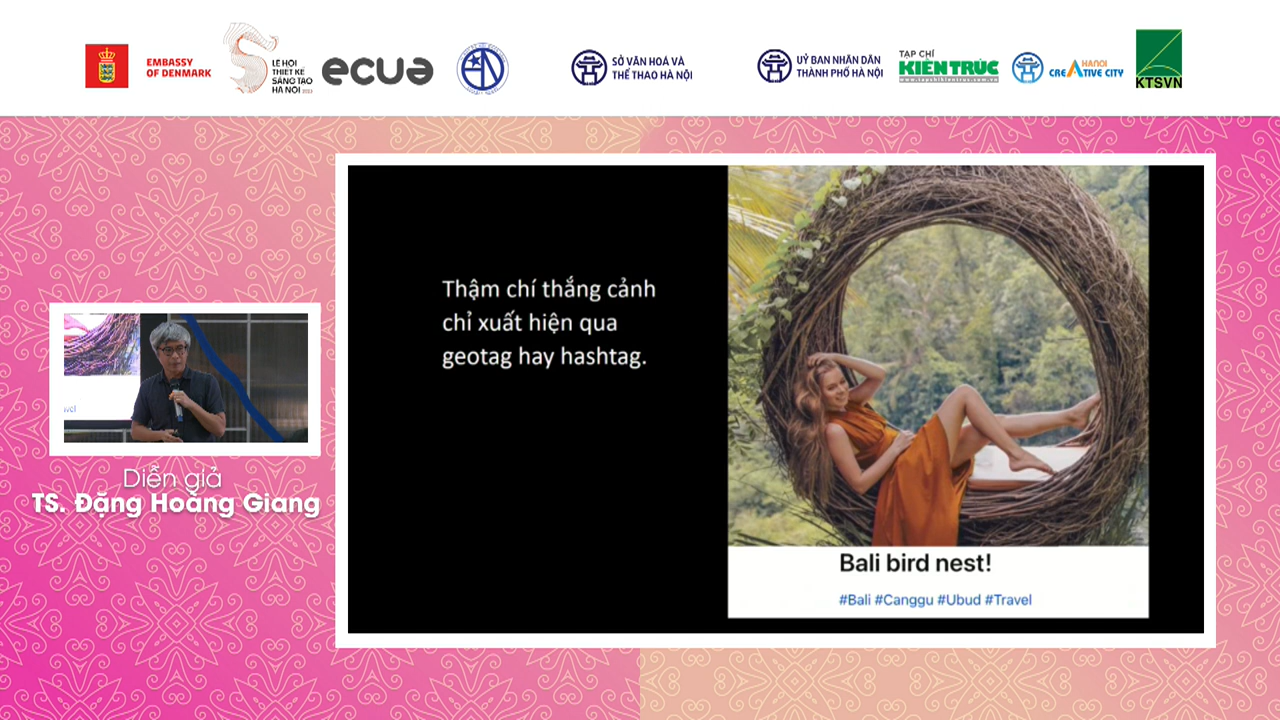 EMBASSY
OF DENMARK
LỄ HỘI
THIẾT KẾ
SÁNG TẠO
HÀ NỘI 2023
ecua
SỞ VĂN HOÁ VÀ
THỂ THAO HÀ NỘI
UỶ BAN NHÂN DÂN
THÀNH PHỐ HÀ NỘI
TẠP CHÍ
KIẾN TRÚC
www.tapchikientruc.com.vn
HANOI
CREATIVE CITY
KTSVN
Thậm chí thắng cảnh
chỉ xuất hiện qua
geotag hay hashtag.
Diễn giả
TS. Đặng Hoàng Giang
Bali bird nest!
#Bali #Canggu #Ubud #Travel